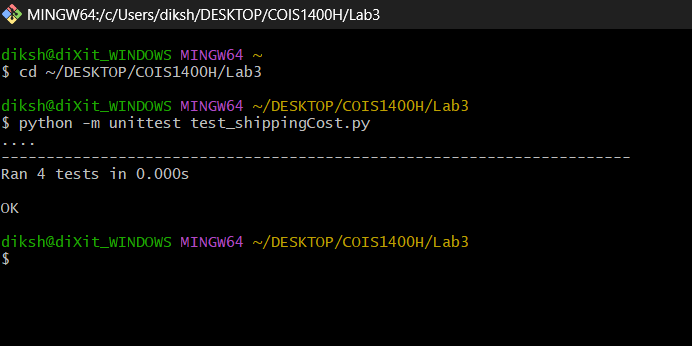 MINGW64:/c/Users/diksh/DESKTOP/COIS1400H/Lab3
diksh@diXit_WINDOWS MINGW64 ~
$ cd ~/DESKTOP/COIS1400H/Lab3
diksh@diXit_WINDOWS MINGW64 ~/DESKTOP/COIS1400H/Lab3
$ python -m unittest test_shippingCost.py
....
----------------------------------------------------------------------
Ran 4 tests in 0.000s
OK
diksh@diXit_WINDOWS MINGW64 ~/DESKTOP/COIS1400H/Lab3
$